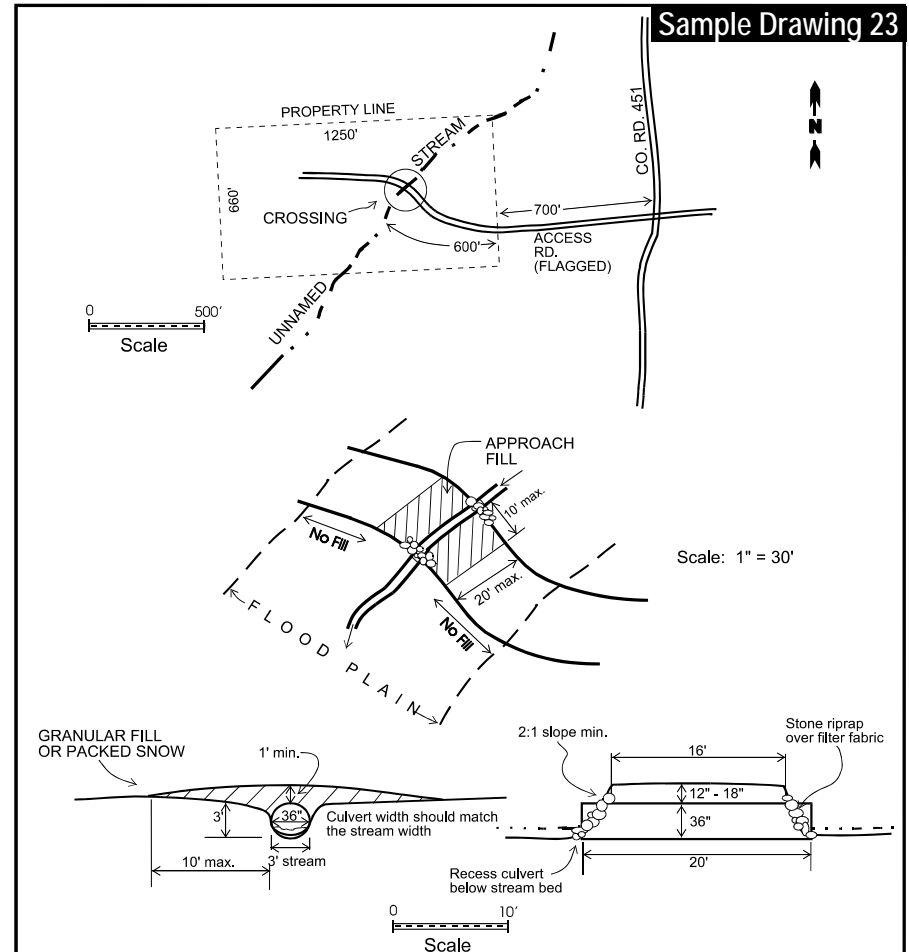 Sample Drawing 23
PROPERTY LINE
1250'
STREAM
CO. RD. 451
N
660'
CROSSING
700'
600'
ACCESS
RD.
(FLAGGED)
UNNAMED
0 500'
Scale
APPROACH
FILL
10' max.
No Fill
Scale: 1" = 30'
20' max.
No Fill
FLOOD PLAIN
GRANULAR FILL
OR PACKED SNOW
1' min.
3'
36"
Culvert width should match
the stream width
10' max.
3' stream
2:1 slope min.
16'
Stone riprap
over filter fabric
12" - 18"
36"
20'
Recess culvert
below stream bed
0 10'
Scale